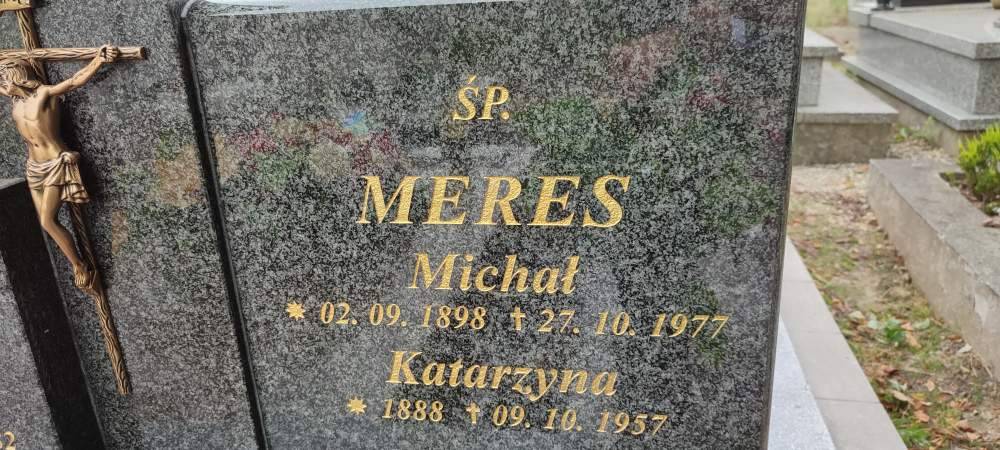 ŚP.
MERES
Michał
* 02. 09. 1898 † 27. 10. 1977
Katarzyna
* 1888 † 09. 10. 1957